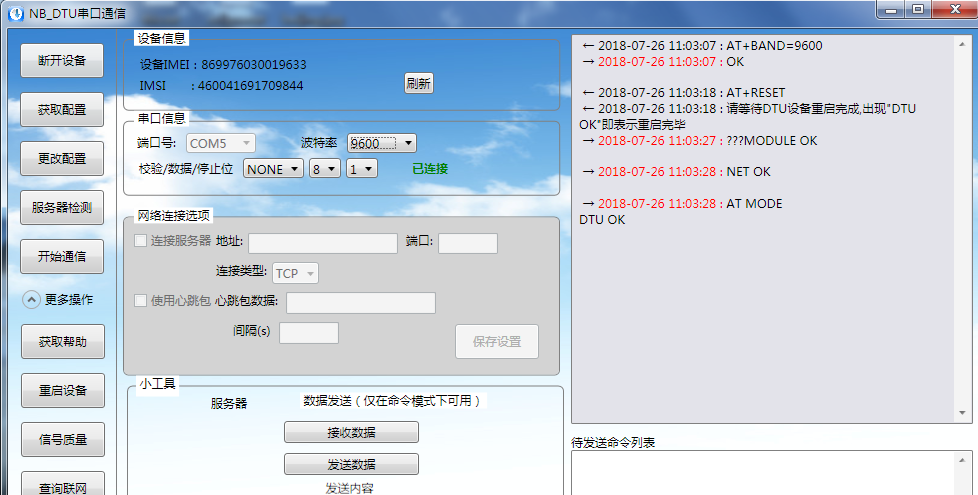 NB_DTU串口通信
断开设备
获取配置
更改配置
服务器检测
开始通信
更多操作
获取帮助
重启设备
信号质量
查询联网
设备信息
设备IMEI：869976030019633
IMSI : 460041691709844
刷新
串口信息
端口号: COM5 波特率 9600
校验/数据/停止位 NONE 8 1 已连接
网络连接选项
连接服务器 地址: 端口:
连接类型: TCP
使用心跳包 心跳包数据:
间隔(s)
保存设置
小工具
服务器 数据发送（仅在命令模式下可用）
接收数据
发送数据
发送内容
← 2018-07-26 11:03:07 : AT+BAND=9600
→ 2018-07-26 11:03:07 : OK
← 2018-07-26 11:03:18 : AT+RESET
← 2018-07-26 11:03:18 : 请等待DTU设备重启完成,出现"DTU
OK"即表示重启完毕
→ 2018-07-26 11:03:27 : ???MODULE OK
→ 2018-07-26 11:03:28 : NET OK
→ 2018-07-26 11:03:28 : AT MODE
DTU OK
待发送命令列表